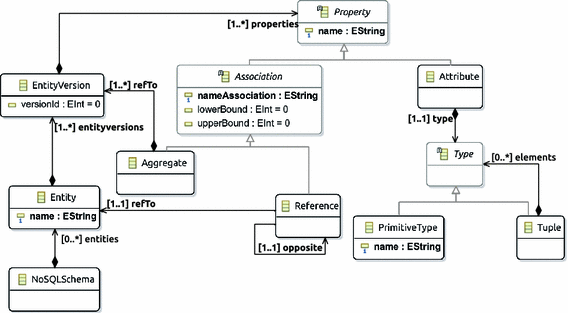 Property
name : EString
[1..*] properties
EntityVersion
versionId : EInt = 0
[1..*] refTo
Association
nameAssociation : EString
lowerBound : EInt = 0
upperBound : EInt = 0
Attribute
[1..1] type
[1..*] entityversions
Aggregate
Type
[0..*] elements
Entity
name : EString
[1..1] refTo
Reference
[1..1] opposite
PrimitiveType
name : EString
Tuple
[0..*] entities
NoSQLSchema